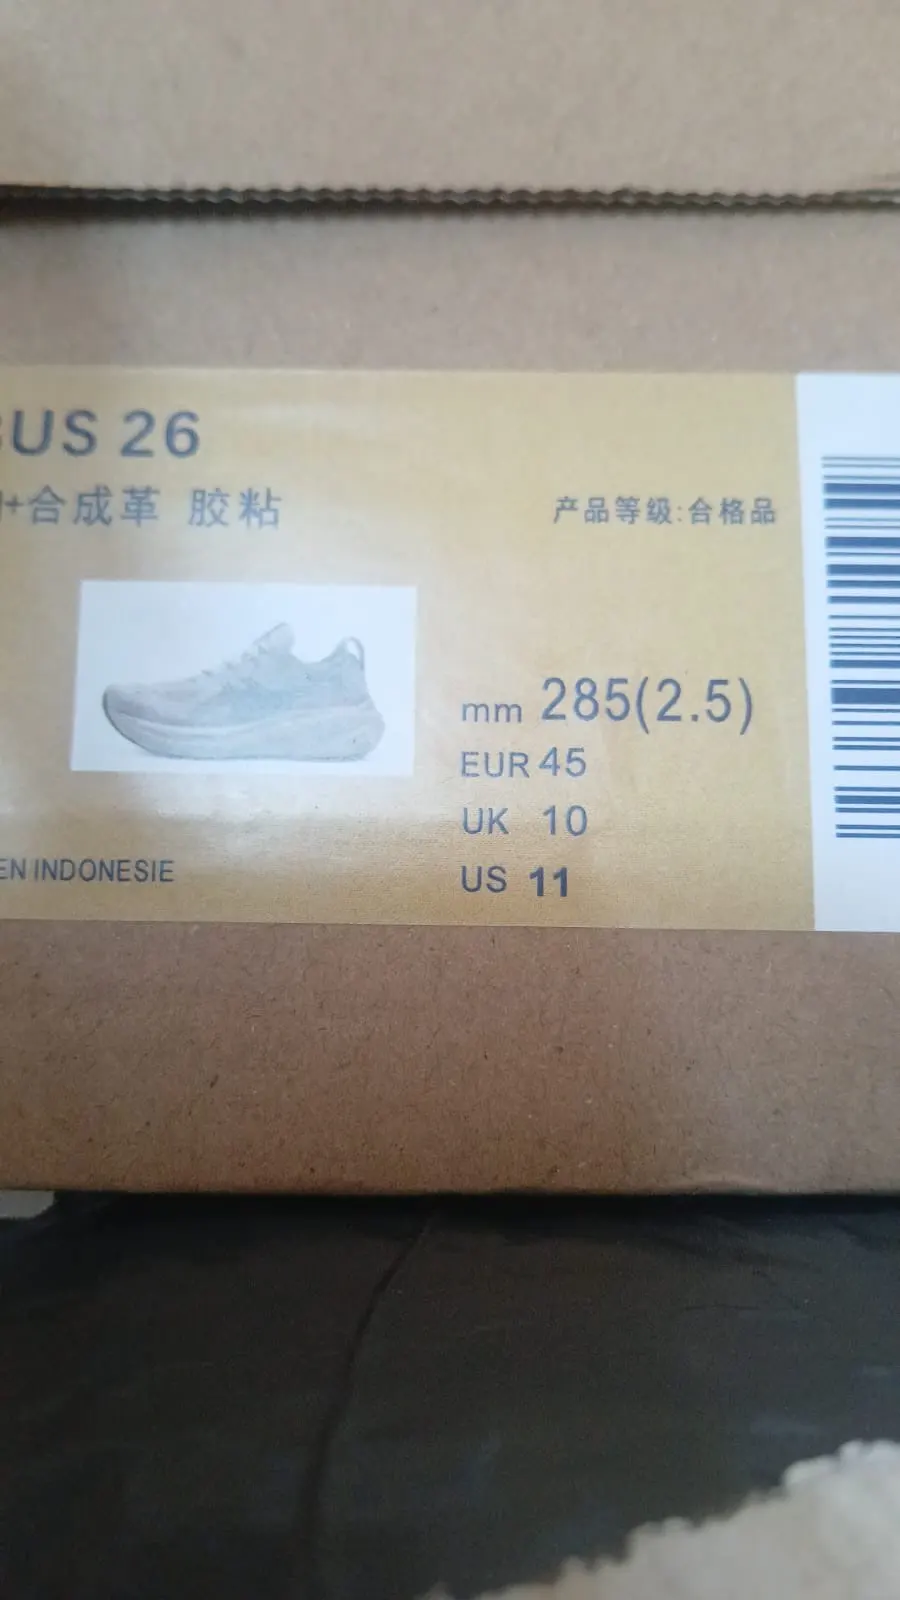 BUS 26
+合成革 胶粘
产品等级:合格品
mm 285(2.5)
EUR 45
UK 10
US 11
EN INDONESIE